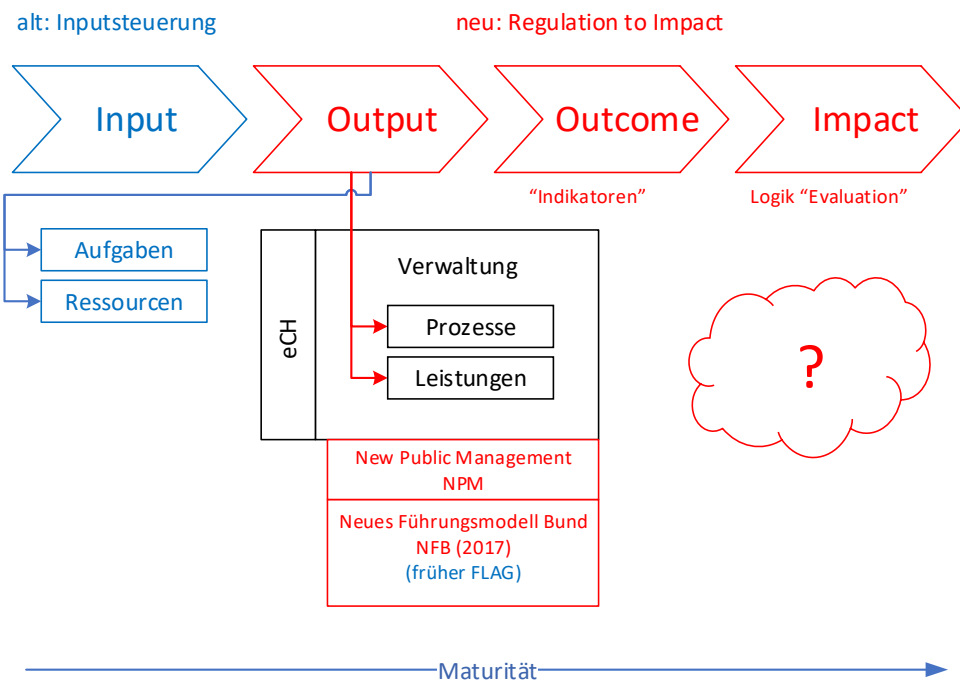 alt: Inputsteuerung
neu: Regulation to Impact
Input
Output
Outcome
Impact
“Indikatoren”
Logik “Evaluation”
Aufgaben
Ressourcen
eCH
Verwaltung
Prozesse
Leistungen
?
New Public Management
NPM
Neues Führungsmodell Bund
NFB (2017)
(früher FLAG)
Maturität